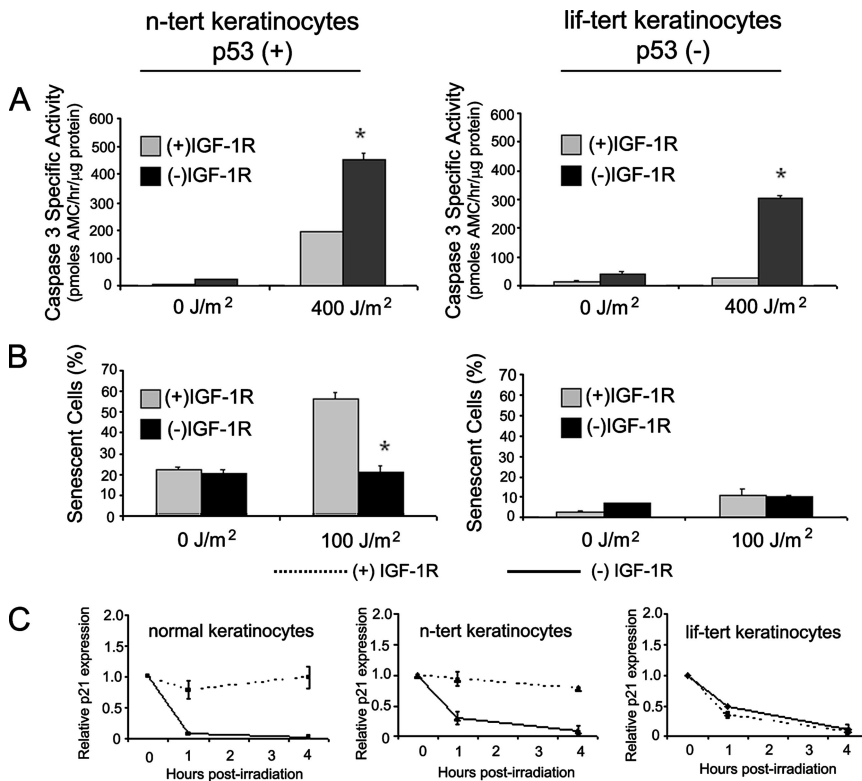 n-tert keratinocytes
p53 (+)
lif-tert keratinocytes
p53 (-)
A
Caspase 3 Specific Activity
(pmoles AMC/hr/µg protein)
600
500
400
300
200
100
0
(+)IGF-1R
(-)IGF-1R
*
0 J/m²
400 J/m²
Caspase 3 Specific Activity
(pmoles AMC/hr/µg protein)
600
500
400
300
200
100
0
(+)IGF-1R
(-)IGF-1R
*
0 J/m²
400 J/m²
B
Senescent Cells (%)
70
60
50
40
30
20
10
0
(+)IGF-1R
(-)IGF-1R
*
0 J/m²
100 J/m²
Senescent Cells (%)
70
60
50
40
30
20
10
0
(+)IGF-1R
(-)IGF-1R
0 J/m²
100 J/m²
(+) IGF-1R
(-) IGF-1R
C
Relative p21 expression
2.0
1.5
1.0
0.5
0
normal keratinocytes
0 1 2 3 4
Hours post-irradiation
Relative p21 expression
2.0
1.5
1.0
0.5
0
n-tert keratinocytes
0 1 2 3 4
Hours post-irradiation
Relative p21 expression
2.0
1.5
1.0
0.5
0
lif-tert keratinocytes
0 1 2 3 4
Hours post-irradiation